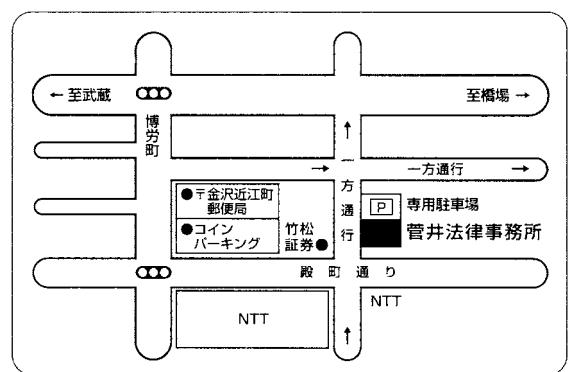 ← 至武蔵
至橋場 →
博労町
→
一方通行 →
↑一方通行
●〒金沢近江町
郵便局
●コイン
パーキング
竹松
証券●
P 専用駐車場
菅井法律事務所
殿町通り
NTT
NTT
↑